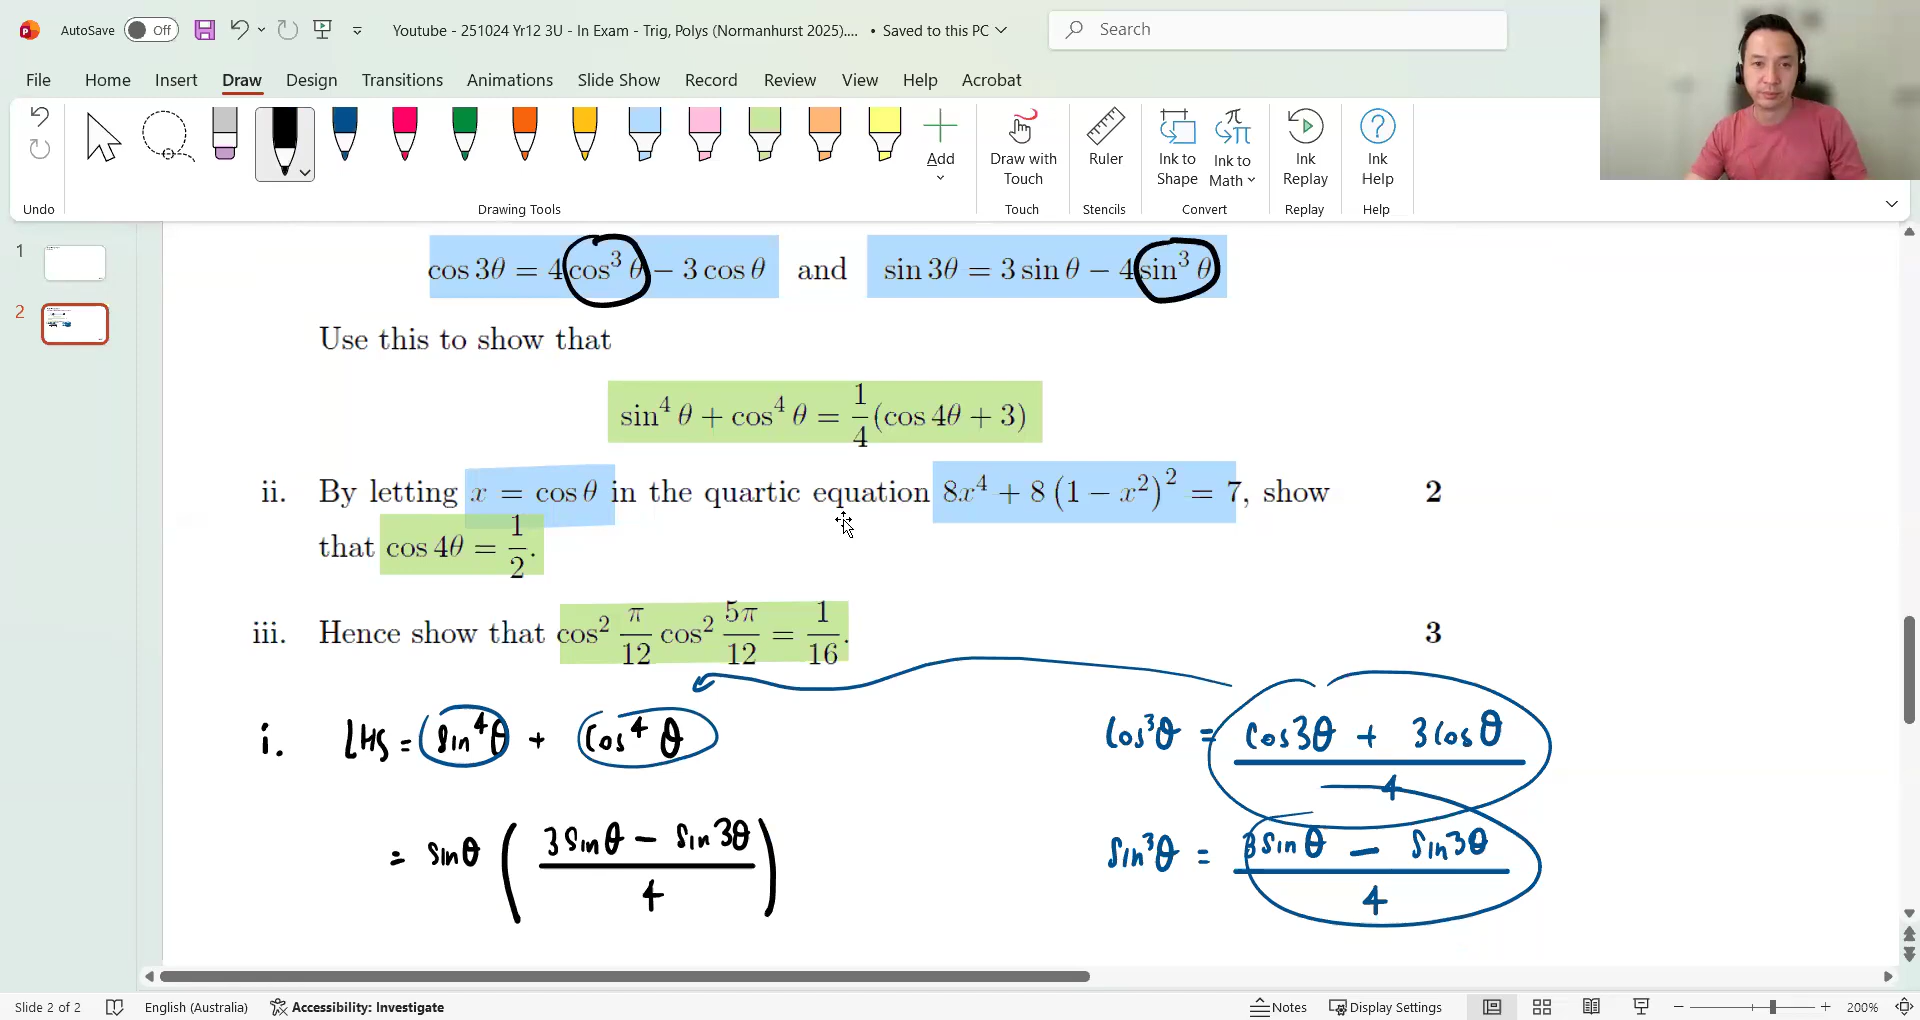 AutoSave Off Youtube - 251024 Yr12 3U - In Exam - Trig, Polys (Normanhurst 2025).... • Saved to this PC Search
File Home Insert Draw Design Transitions Animations Slide Show Record Review View Help Acrobat
Add Draw with Touch Ruler Ink to Shape Ink to Math Ink Replay Ink Help
Undo Drawing Tools Touch Stencils Convert Replay Help
1
2
cos 3θ = 4 cos³ θ − 3 cos θ and sin 3θ = 3 sin θ − 4 sin³ θ
Use this to show that
sin⁴ θ + cos⁴ θ = 1/4 (cos 4θ + 3)
ii. By letting x = cos θ in the quartic equation 8x⁴ + 8 (1 − x²)² = 7, show 2
that cos 4θ = 1/2.
iii. Hence show that cos² π/12 cos² 5π/12 = 1/16. 3
i. LHS = sin⁴θ + cos⁴ θ
cos³θ = (cos3θ + 3cosθ)/4
= sinθ ( (3sinθ − sin3θ)/4 )
sin³θ = (3sinθ − sin3θ)/4
Slide 2 of 2 English (Australia) Accessibility: Investigate Notes Display Settings 200%